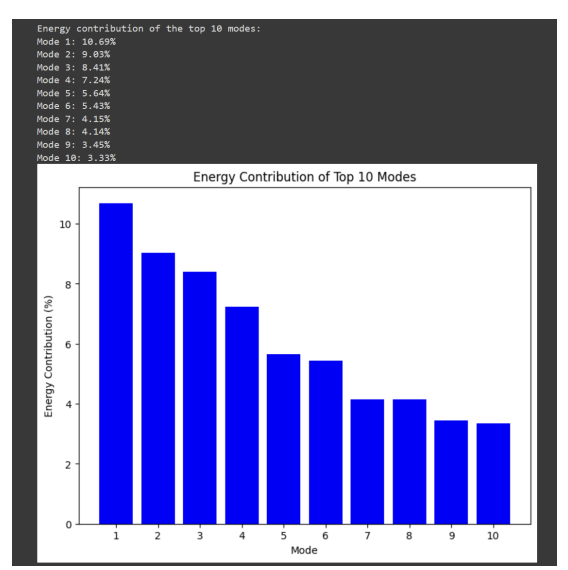 Energy contribution of the top 10 modes:
Mode 1: 10.69%
Mode 2: 9.03%
Mode 3: 8.41%
Mode 4: 7.24%
Mode 5: 5.64%
Mode 6: 5.43%
Mode 7: 4.15%
Mode 8: 4.14%
Mode 9: 3.45%
Mode 10: 3.33%
Energy Contribution of Top 10 Modes
Energy Contribution (%)
10
8
6
4
2
0
1 2 3 4 5 6 7 8 9 10
Mode